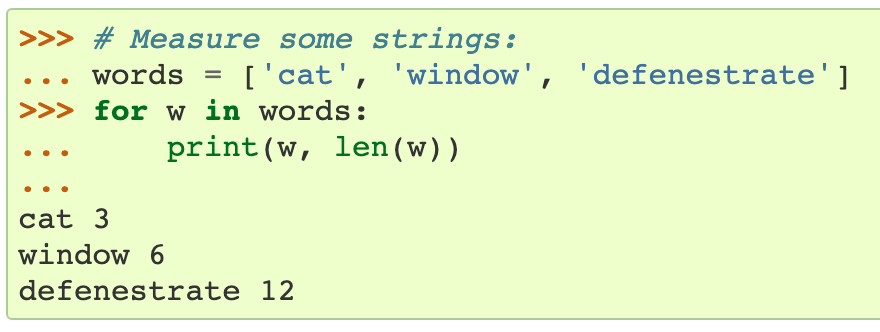 >>> # Measure some strings:
... words = ['cat', 'window', 'defenestrate']
>>> for w in words:
...     print(w, len(w))
...
cat 3
window 6
defenestrate 12